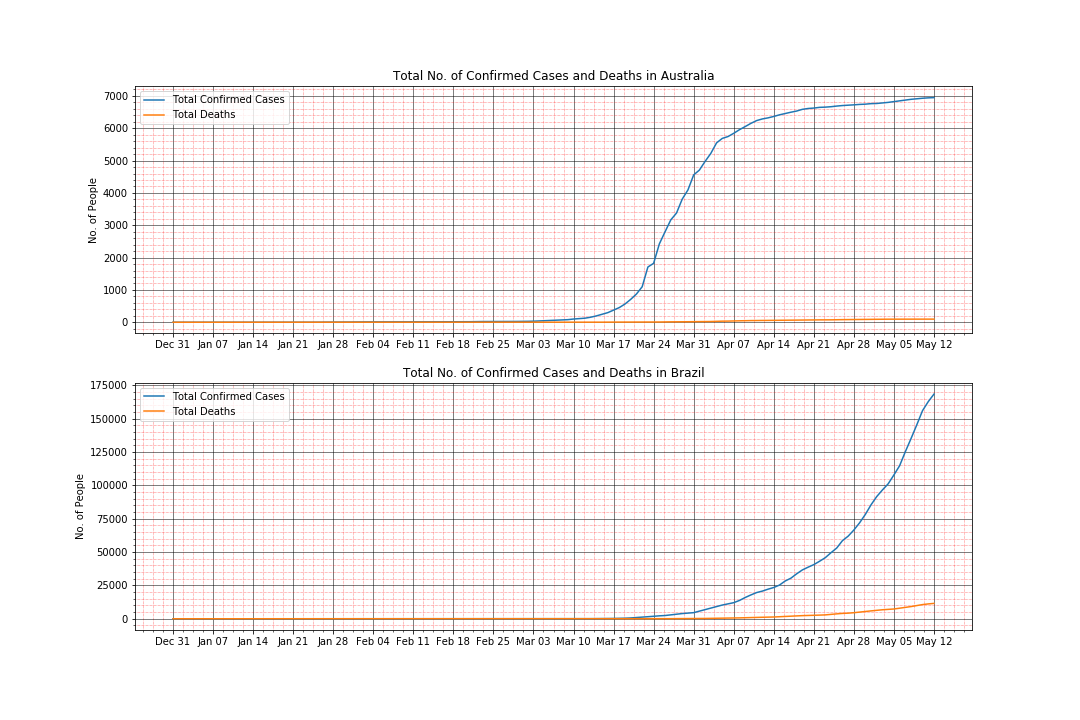 Total No. of Confirmed Cases and Deaths in Australia
Total Confirmed Cases
Total Deaths
No. of People
7000
6000
5000
4000
3000
2000
1000
0
Dec 31 Jan 07 Jan 14 Jan 21 Jan 28 Feb 04 Feb 11 Feb 18 Feb 25 Mar 03 Mar 10 Mar 17 Mar 24 Mar 31 Apr 07 Apr 14 Apr 21 Apr 28 May 05 May 12
Total No. of Confirmed Cases and Deaths in Brazil
Total Confirmed Cases
Total Deaths
No. of People
175000
150000
125000
100000
75000
50000
25000
0
Dec 31 Jan 07 Jan 14 Jan 21 Jan 28 Feb 04 Feb 11 Feb 18 Feb 25 Mar 03 Mar 10 Mar 17 Mar 24 Mar 31 Apr 07 Apr 14 Apr 21 Apr 28 May 05 May 12